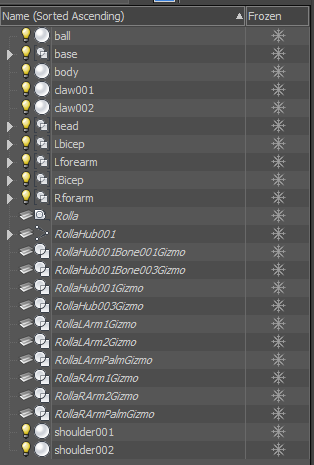 Name (Sorted Ascending) Frozen
ball
base
body
claw001
claw002
head
Lbicep
Lforearm
rBicep
Rforarm
Rolla
RollaHub001
RollaHub001Bone001Gizmo
RollaHub001Bone003Gizmo
RollaHub001Gizmo
RollaHub003Gizmo
RollaLArm1Gizmo
RollaLArm2Gizmo
RollaLArmPalmGizmo
RollaRArm1Gizmo
RollaRArm2Gizmo
RollaRArmPalmGizmo
shoulder001
shoulder002